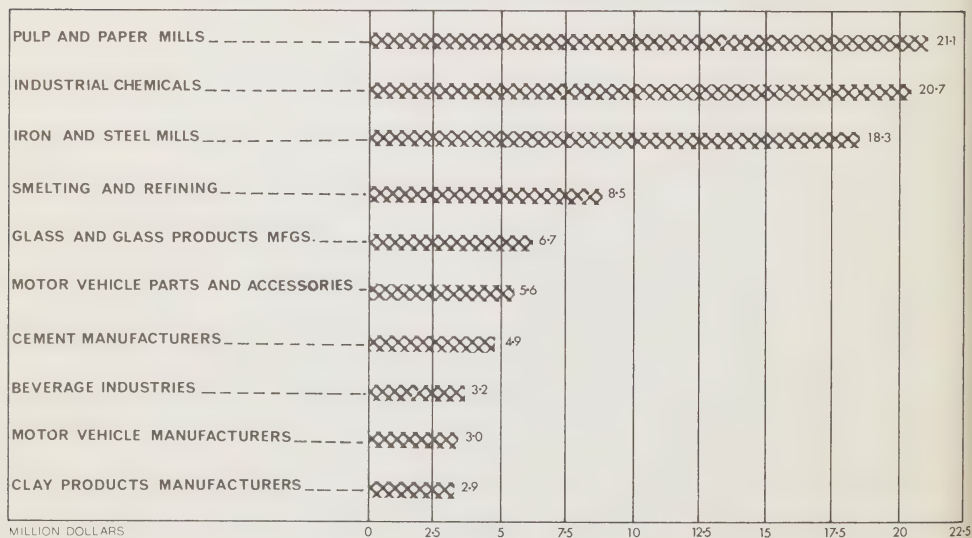 PULP AND PAPER MILLS 21·1
INDUSTRIAL CHEMICALS 20·7
IRON AND STEEL MILLS 18·3
SMELTING AND REFINING 8·5
GLASS AND GLASS PRODUCTS MFGS. 6·7
MOTOR VEHICLE PARTS AND ACCESSORIES 5·6
CEMENT MANUFACTURERS 4·9
BEVERAGE INDUSTRIES 3·2
MOTOR VEHICLE MANUFACTURERS 3·0
CLAY PRODUCTS MANUFACTURERS 2·9
MILLION DOLLARS 0 2·5 5 7·5 10 12·5 15 17·5 20 22·5